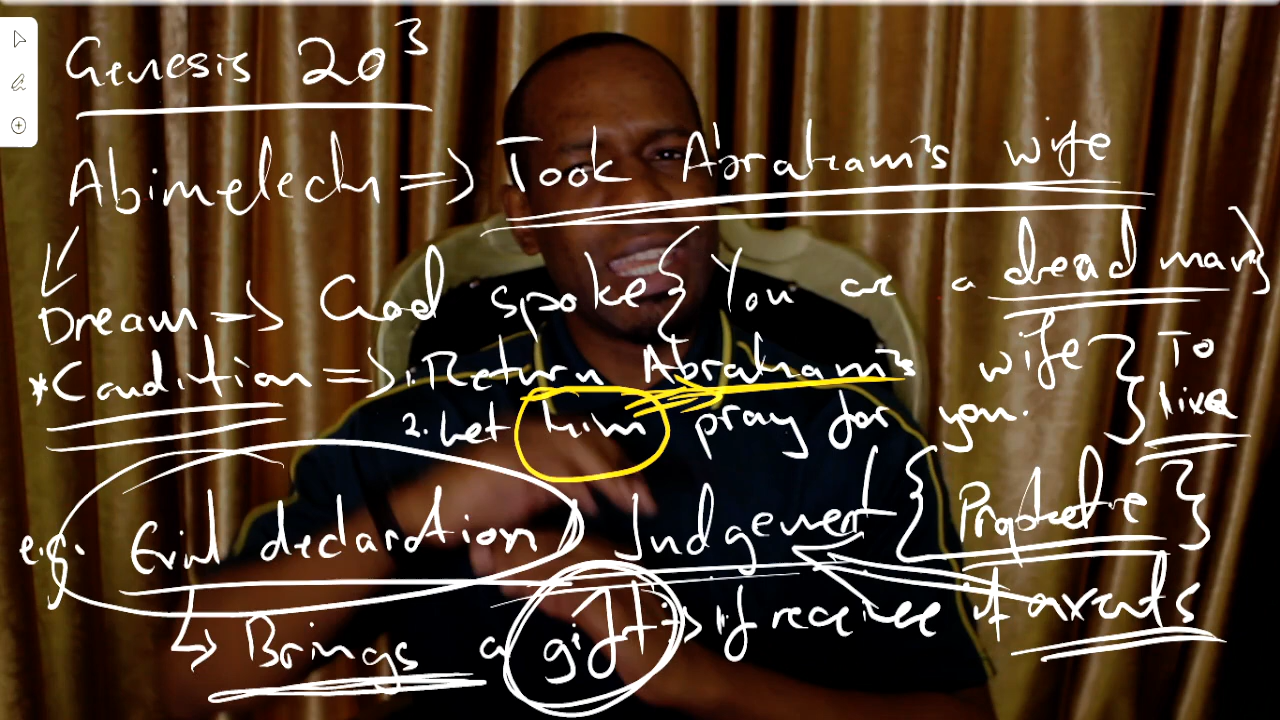 Genesis 20³
Abimelech => Took Abraham's wife
Dream => God spoke { You are a dead man }
*Condition => 1. Return Abraham's wife } To live
2. Let him pray for you.
e.g. Evil declaration Judgement { }
↳ Brings a gift → if receive it averts